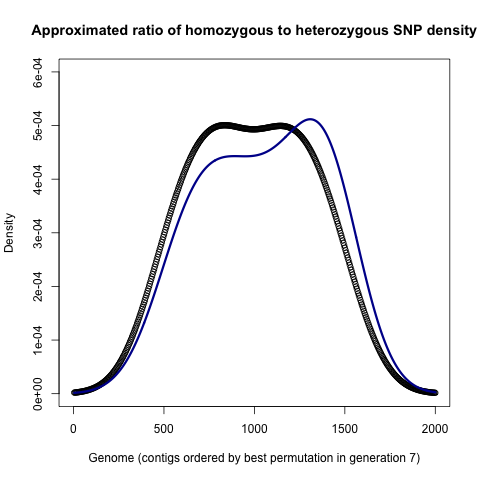 Approximated ratio of homozygous to heterozygous SNP density
6e-04
5e-04
4e-04
3e-04
2e-04
1e-04
0e+00
Density
0 500 1000 1500 2000
Genome (contigs ordered by best permutation in generation 7)